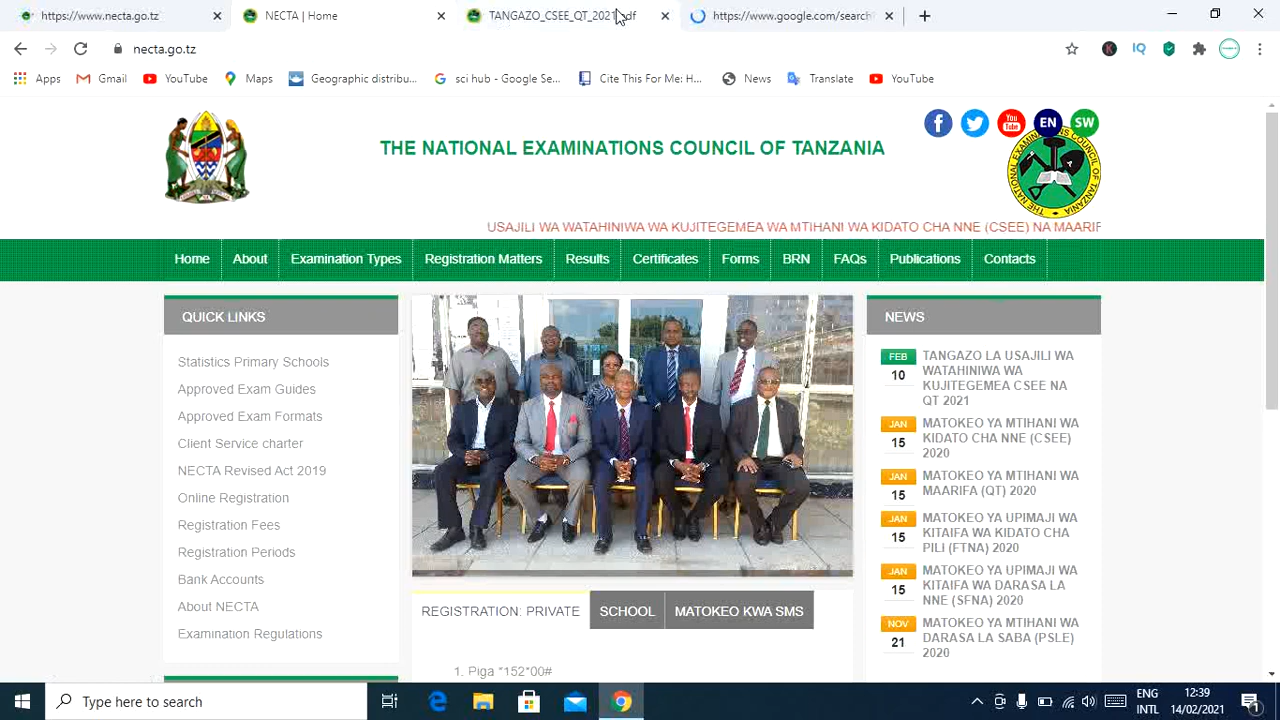 https://www.necta.go.tz
NECTA | Home
TANGAZO_CSEE_QT_2021.pdf
https://www.google.com/search
necta.go.tz
Apps
Gmail
YouTube
Maps
Geographic distribu...
sci hub - Google Se...
Cite This For Me: H...
News
Translate
YouTube
THE NATIONAL EXAMINATIONS COUNCIL OF TANZANIA
EN
SW
USAJILI WA WATAHINIWA WA KUJITEGEMEA WA MTIHANI WA KIDATO CHA NNE (CSEE) NA MAARIF
Home
About
Examination Types
Registration Matters
Results
Certificates
Forms
BRN
FAQs
Publications
Contacts
QUICK LINKS
Statistics Primary Schools
Approved Exam Guides
Approved Exam Formats
Client Service charter
NECTA Revised Act 2019
Online Registration
Registration Fees
Registration Periods
Bank Accounts
About NECTA
Examination Regulations
REGISTRATION: PRIVATE
SCHOOL
MATOKEO KWA SMS
1. Piga *152*00#
NEWS
FEB
10
TANGAZO LA USAJILI WA
WATAHINIWA WA
KUJITEGEMEA CSEE NA
QT 2021
JAN
15
MATOKEO YA MTIHANI WA
KIDATO CHA NNE (CSEE)
2020
JAN
15
MATOKEO YA MTIHANI WA
MAARIFA (QT) 2020
JAN
15
MATOKEO YA UPIMAJI WA
KITAIFA WA KIDATO CHA
PILI (FTNA) 2020
JAN
15
MATOKEO YA UPIMAJI WA
KITAIFA WA DARASA LA
NNE (SFNA) 2020
NOV
21
MATOKEO YA MTIHANI WA
DARASA LA SABA (PSLE)
2020
Type here to search
ENG
INTL
12:39
14/02/2021